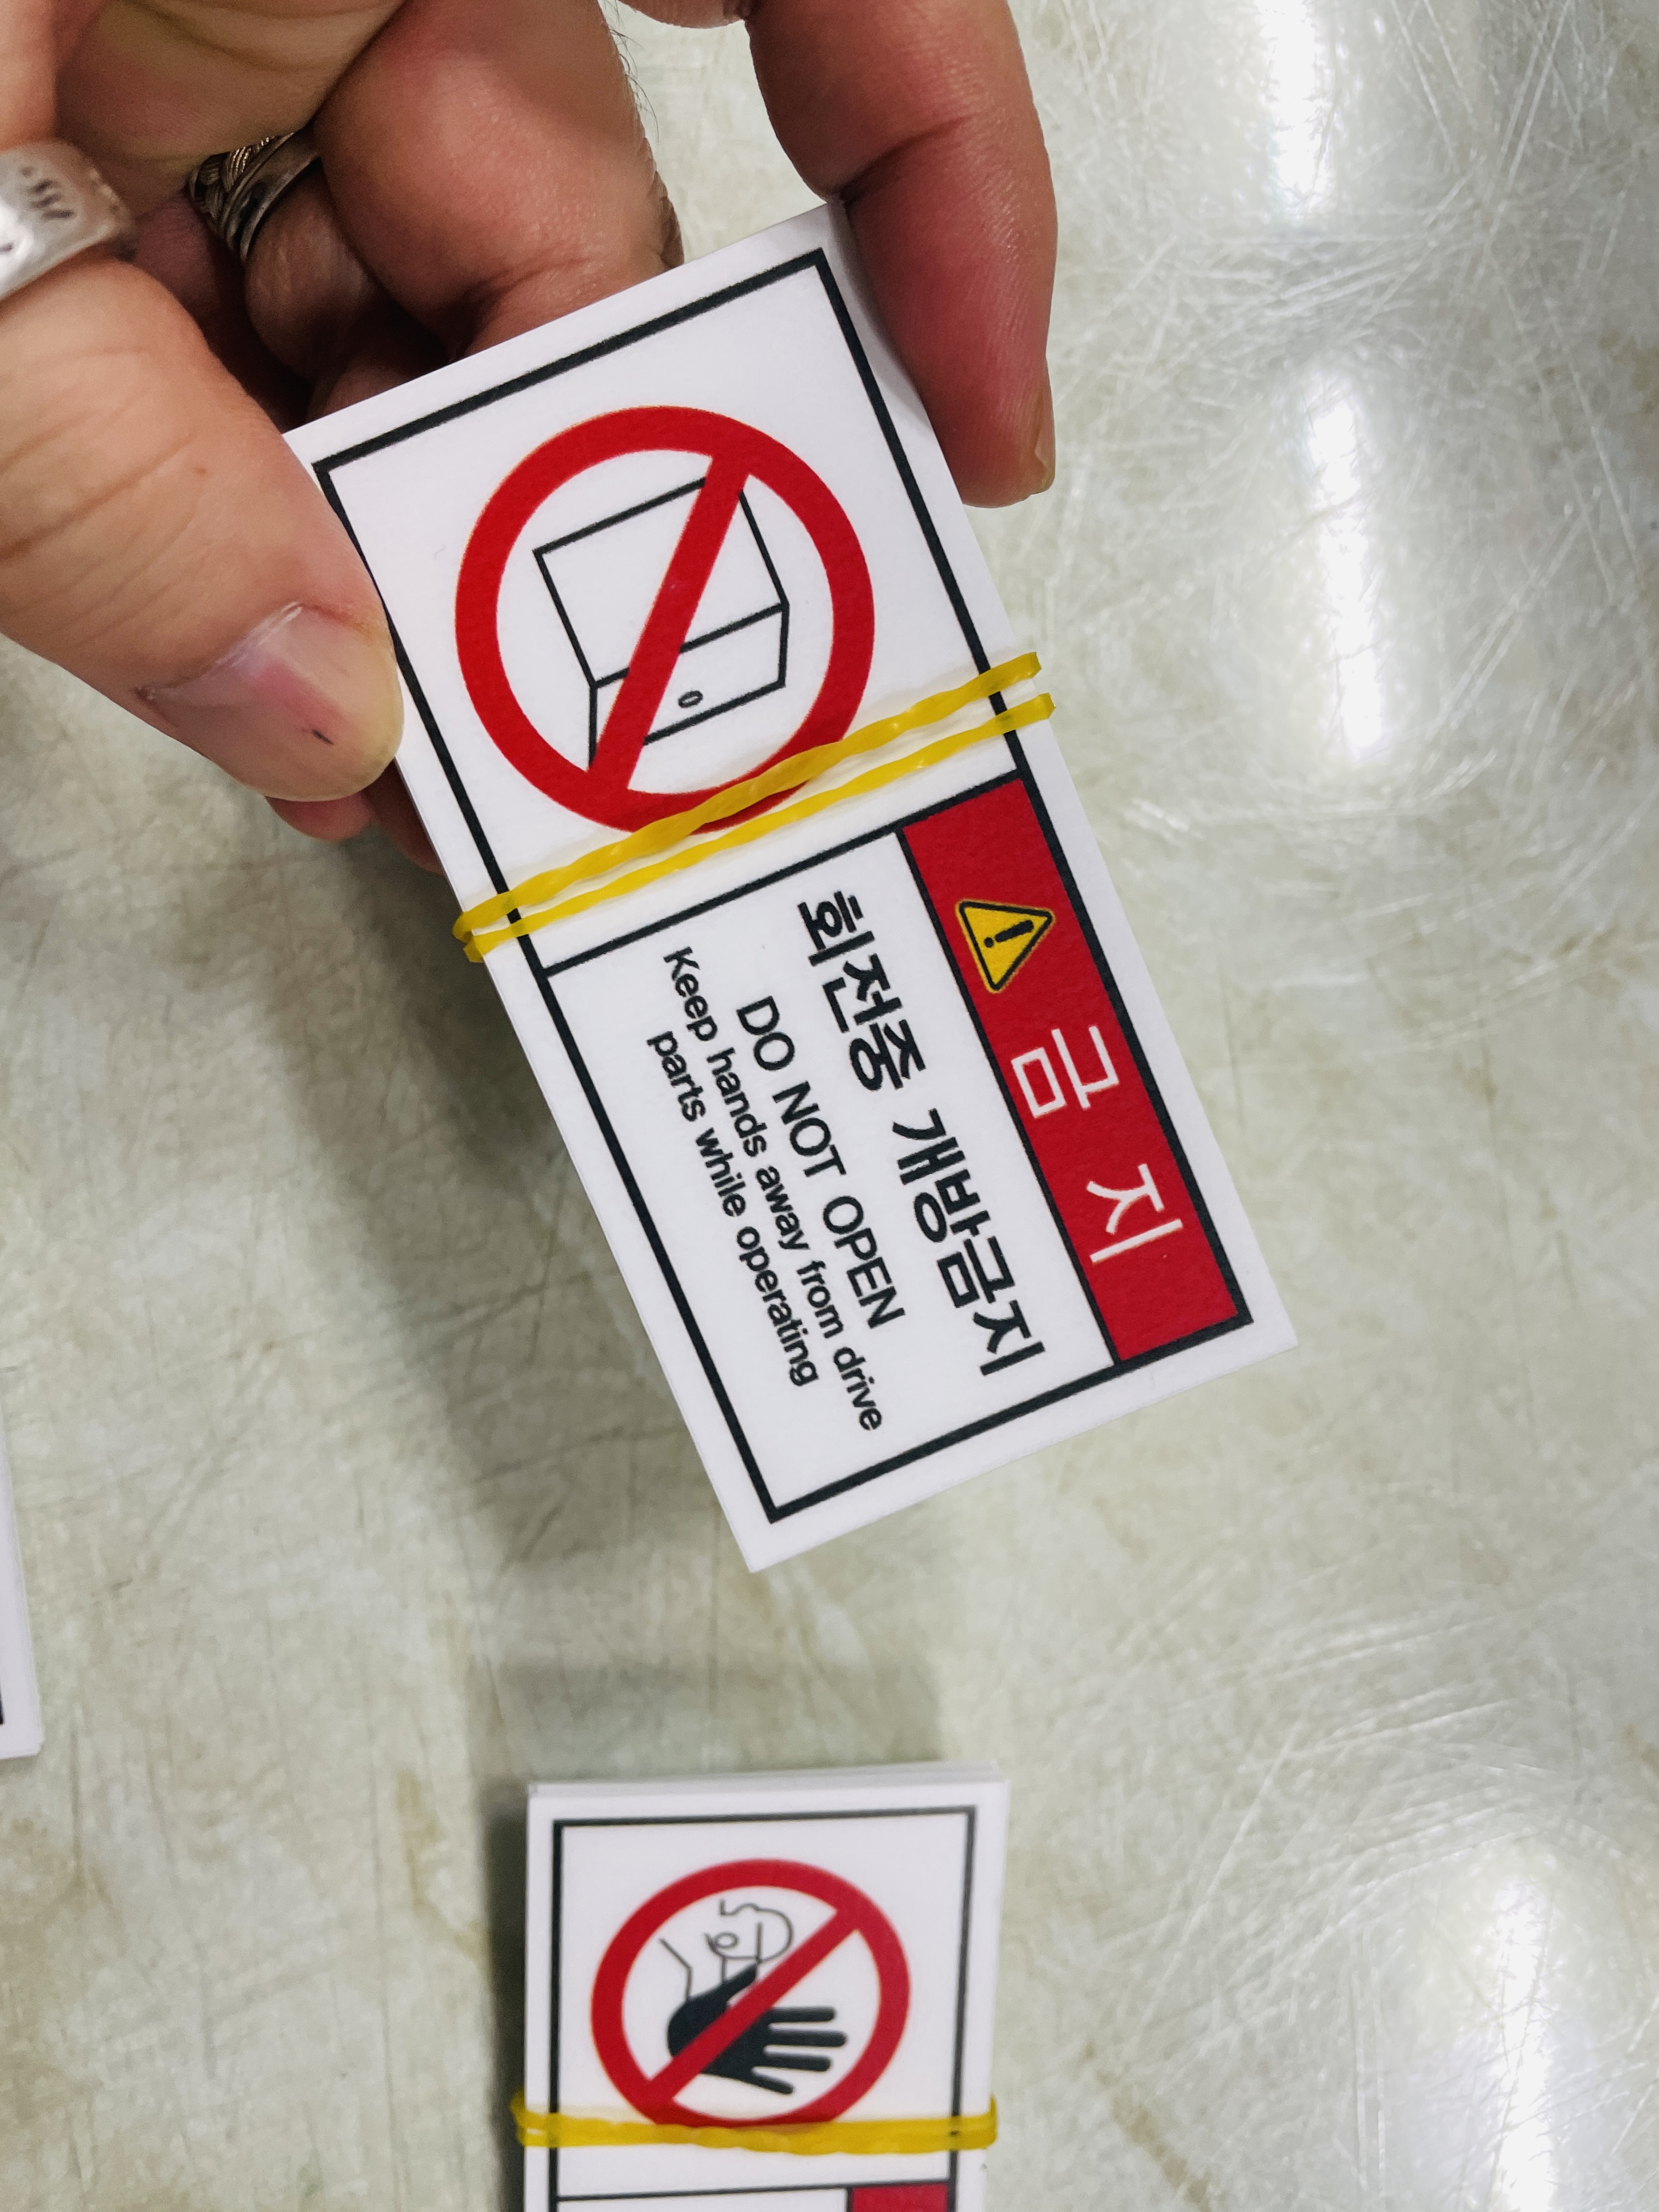 금지
회전중 개방금지
DO NOT OPEN
Keep hands away from drive
parts while operating